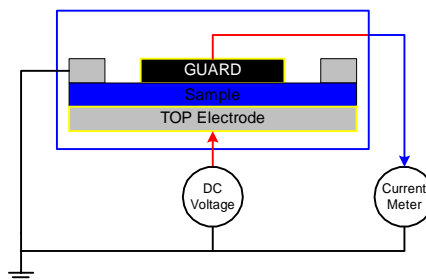 GUARD
Sample
TOP Electrode
DC
Voltage
Current
Meter